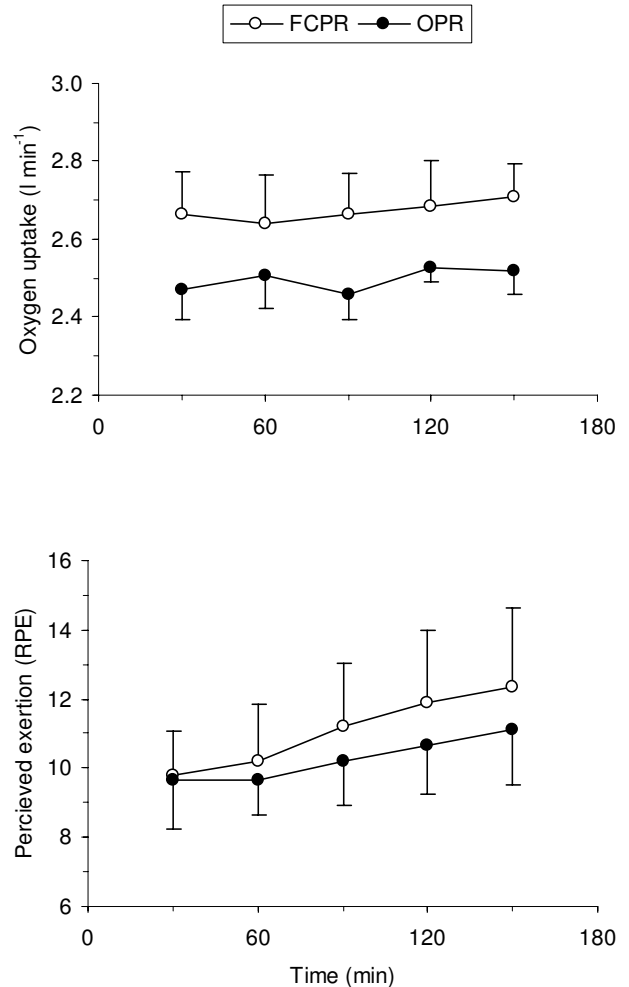 FCPR OPR
Oxygen uptake (l min⁻¹)
3.0
2.8
2.6
2.4
2.2
0 60 120 180
Percieved exertion (RPE)
16
14
12
10
8
6
0 60 120 180
Time (min)